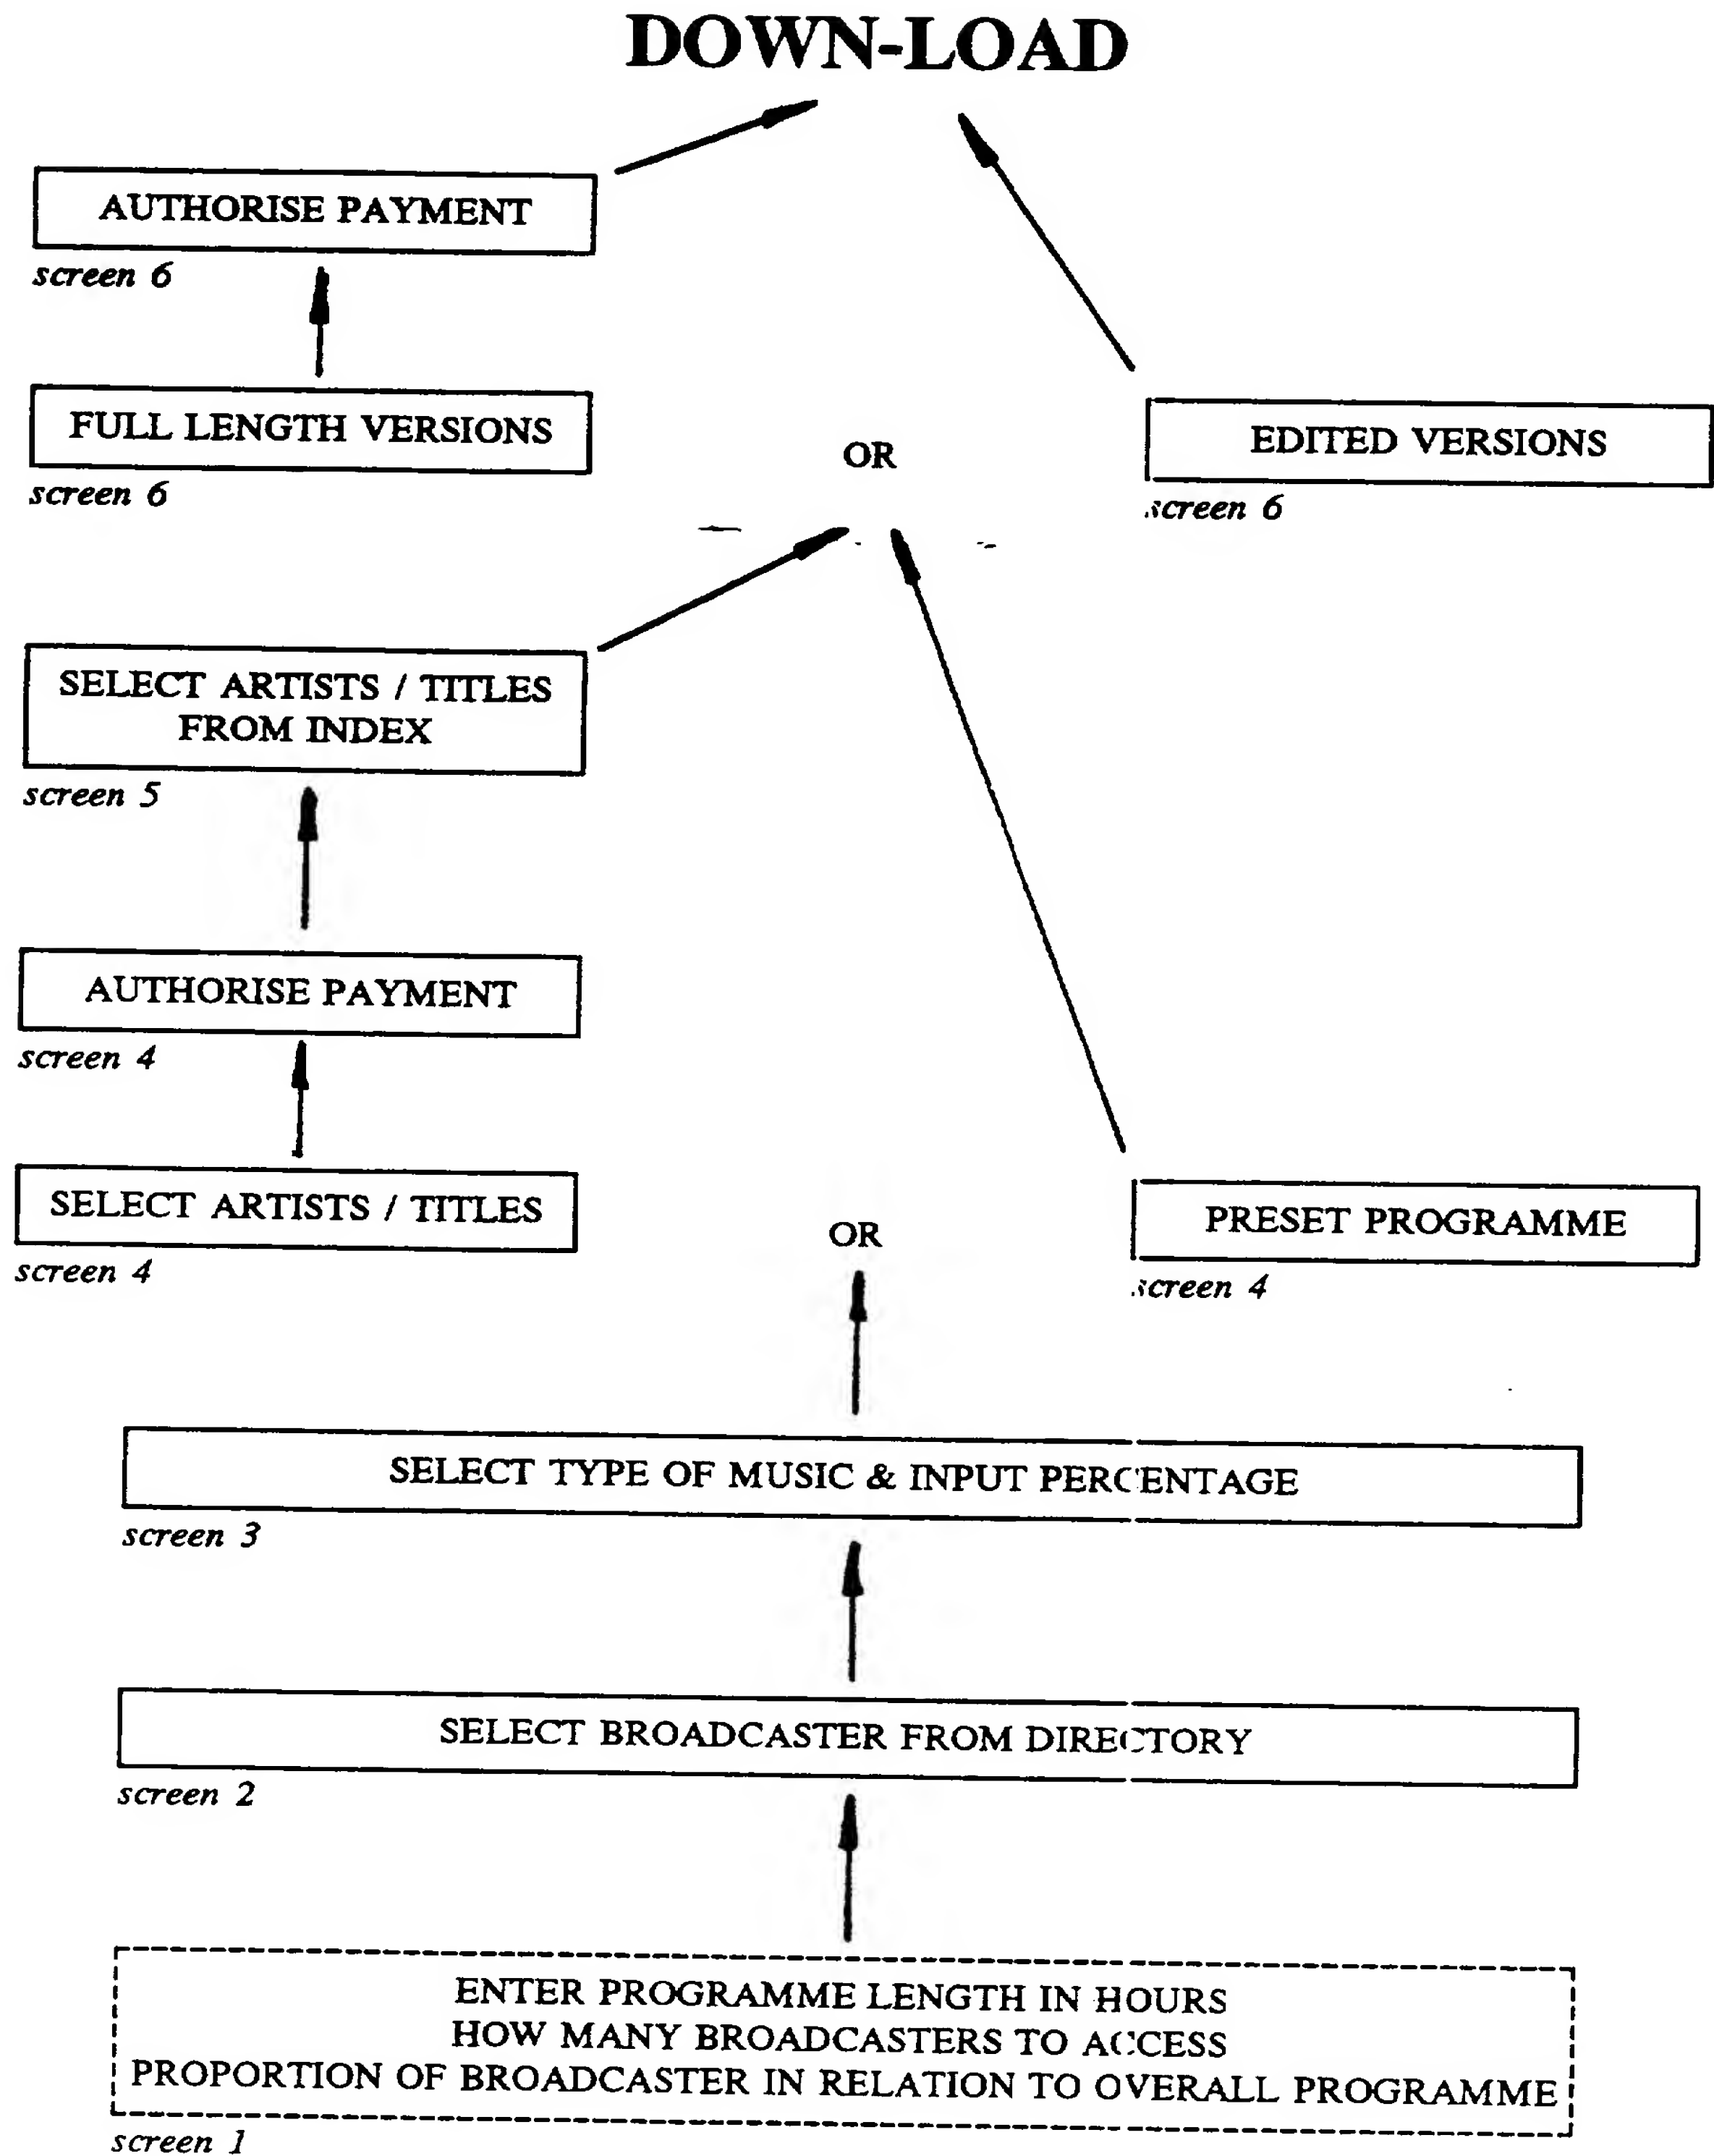 DOWN-LOAD
AUTHORISE PAYMENT
screen 6
FULL LENGTH VERSIONS
screen 6
OR
EDITED VERSIONS
screen 6
SELECT ARTISTS / TITLES
FROM INDEX
screen 5
AUTHORISE PAYMENT
screen 4
SELECT ARTISTS / TITLES
screen 4
OR
PRESET PROGRAMME
screen 4
SELECT TYPE OF MUSIC & INPUT PERCENTAGE
screen 3
SELECT BROADCASTER FROM DIRECTORY
screen 2
ENTER PROGRAMME LENGTH IN HOURS
HOW MANY BROADCASTERS TO ACCESS
PROPORTION OF BROADCASTER IN RELATION TO OVERALL PROGRAMME
screen 1